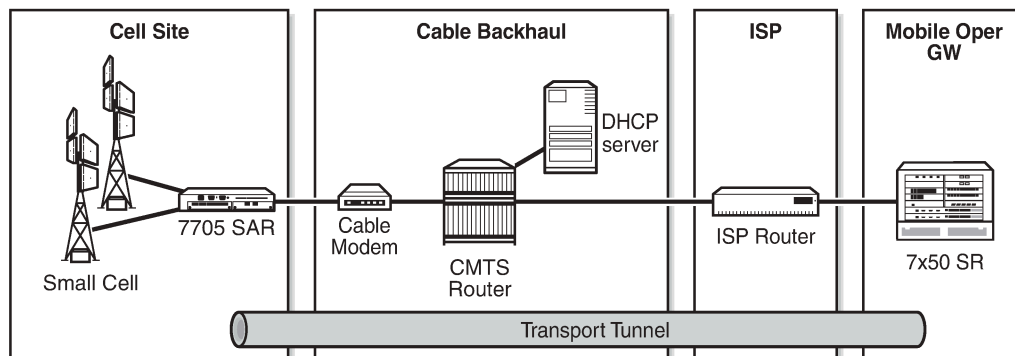 Cell Site
Cable Backhaul
ISP
Mobile Oper
GW
DHCP
server
7705 SAR
Cable
Modem
ISP Router
Small Cell
CMTS
Router
7x50 SR
Transport Tunnel